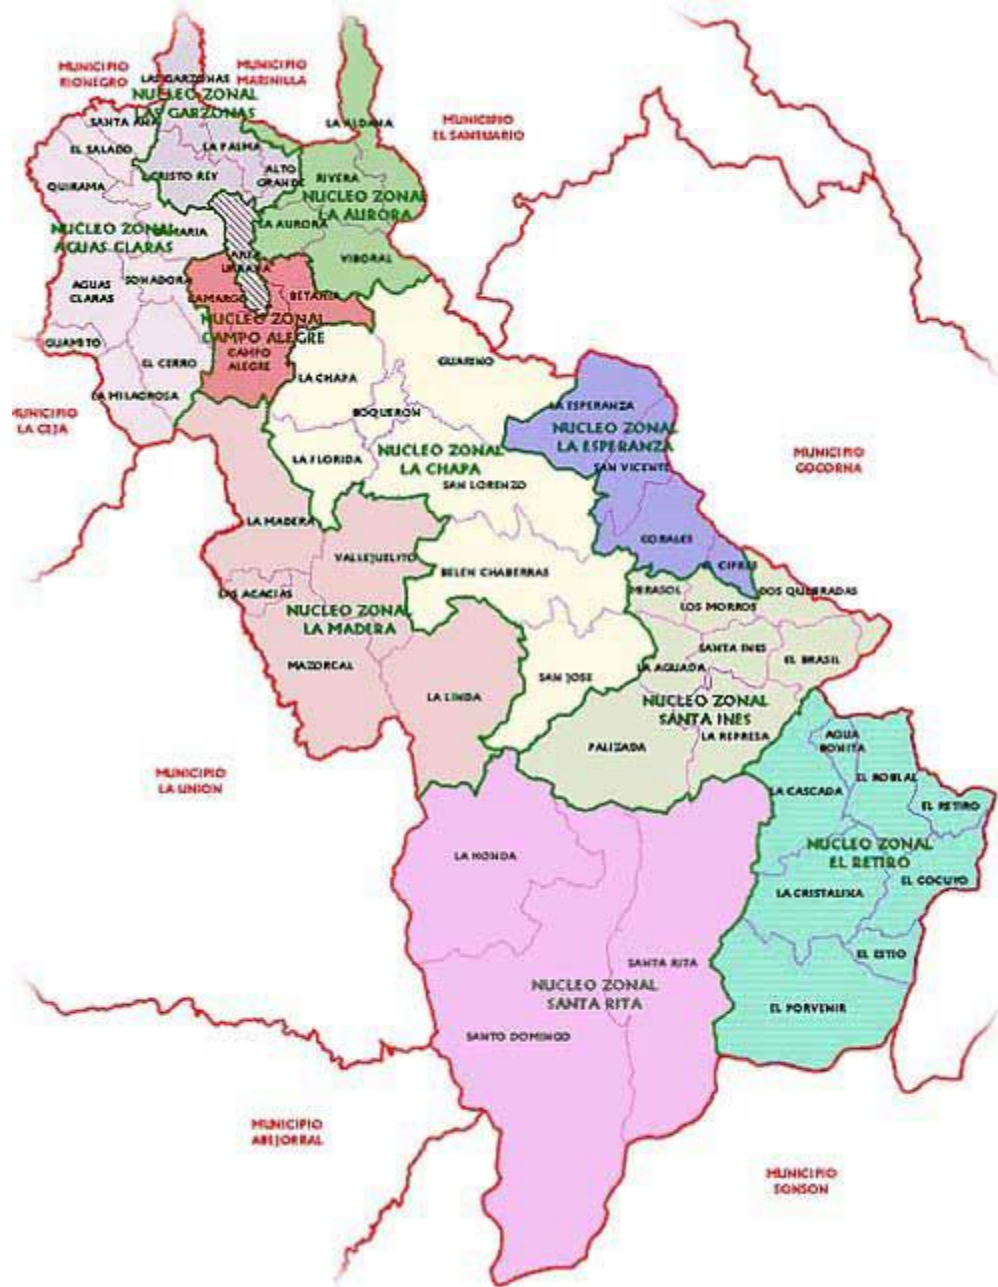 MUNICIPIO
RIONEGRO
MUNICIPIO
MARINILLA
LAS GARZONAS
NUCLEO ZONAL
LAS GARZONAS
SANTA ANA
LA ALDANA
MUNICIPIO
EL SANTUARIO
EL SALADO
LA PALMA
QUIRAMA
CRISTO REY
ALTO
GRANDE
RIVERA
NUCLEO ZONAL
LA AURORA
LA AURORA
NUCLEO ZONAL
AGUAS CLARAS
SAMARIA
VIBORAL
AREA
URBANA
AGUAS
CLARAS
SONADORA
CAMARGO
BETANIA
NUCLEO ZONAL
CAMPO ALEGRE
CAMPO
ALEGRE
GUAMITO
EL CERRO
LA MILAGROSA
MUNICIPIO
LA CEJA
LA CHAPA
GUARINO
BOQUERON
LA ESPERANZA
NUCLEO ZONAL
LA ESPERANZA
NUCLEO ZONAL
LA CHAPA
LA FLORIDA
SAN LORENZO
SAN VICENTE
MUNICIPIO
COCORNA
LA MADERA
CORALES
VALLEJUELITO
BELEN CHABERRAS
EL CIPRES
LAS ACACIAS
MIRASOL
DOS QUEBRADAS
LOS MORROS
NUCLEO ZONAL
LA MADERA
SANTA INES
EL BRASIL
MAZORCAL
LA AGUADA
SAN JOSE
LA LINDA
NUCLEO ZONAL
SANTA INES
LA REPRESA
PALIZADA
AGUA
BONITA
MUNICIPIO
LA UNION
EL ROBLAL
LA CASCADA
EL RETIRO
NUCLEO ZONAL
EL RETIRO
LA HONDA
EL COCUYO
LA CRISTALINA
EL ESTIO
SANTA RITA
NUCLEO ZONAL
SANTA RITA
EL PORVENIR
SANTO DOMINGO
MUNICIPIO
ABEJORRAL
MUNICIPIO
SONSON